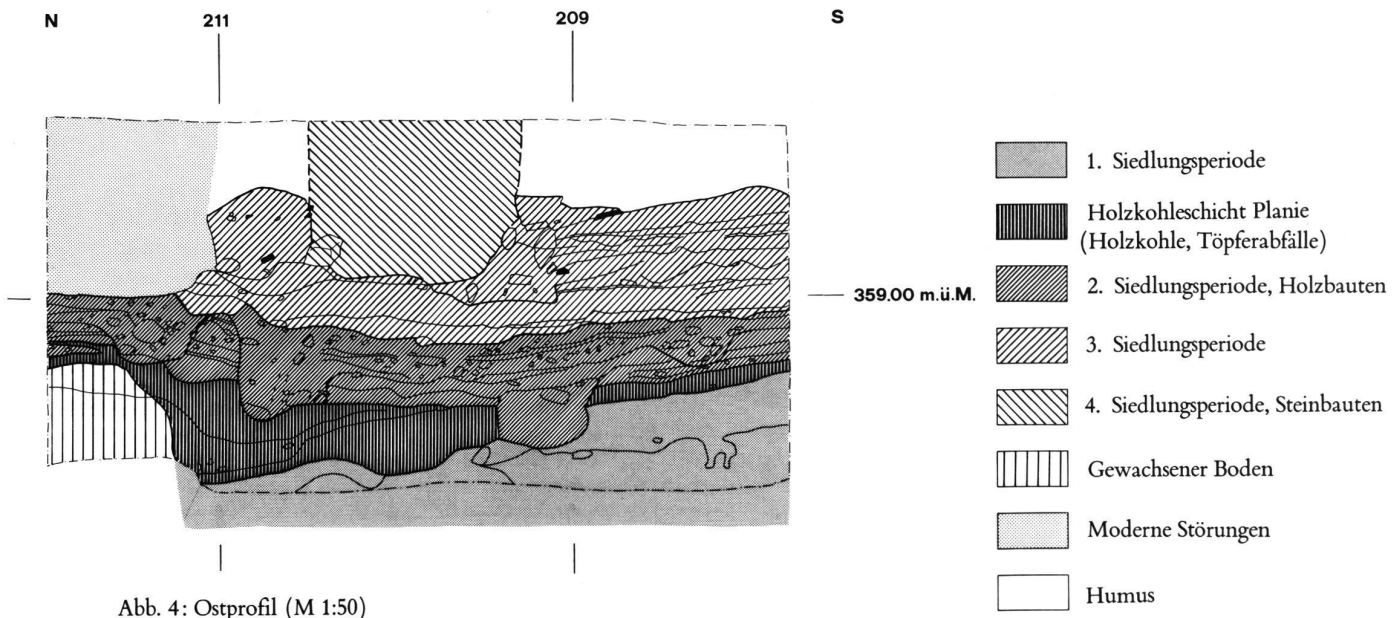 N 211 209 S
359.00 m.ü.M.
1. Siedlungsperiode
Holzkohleschicht Planie
(Holzkohle, Töpferabfälle)
2. Siedlungsperiode, Holzbauten
3. Siedlungsperiode
4. Siedlungsperiode, Steinbauten
Gewachsener Boden
Moderne Störungen
Humus
Abb. 4: Ostprofil (M 1:50)